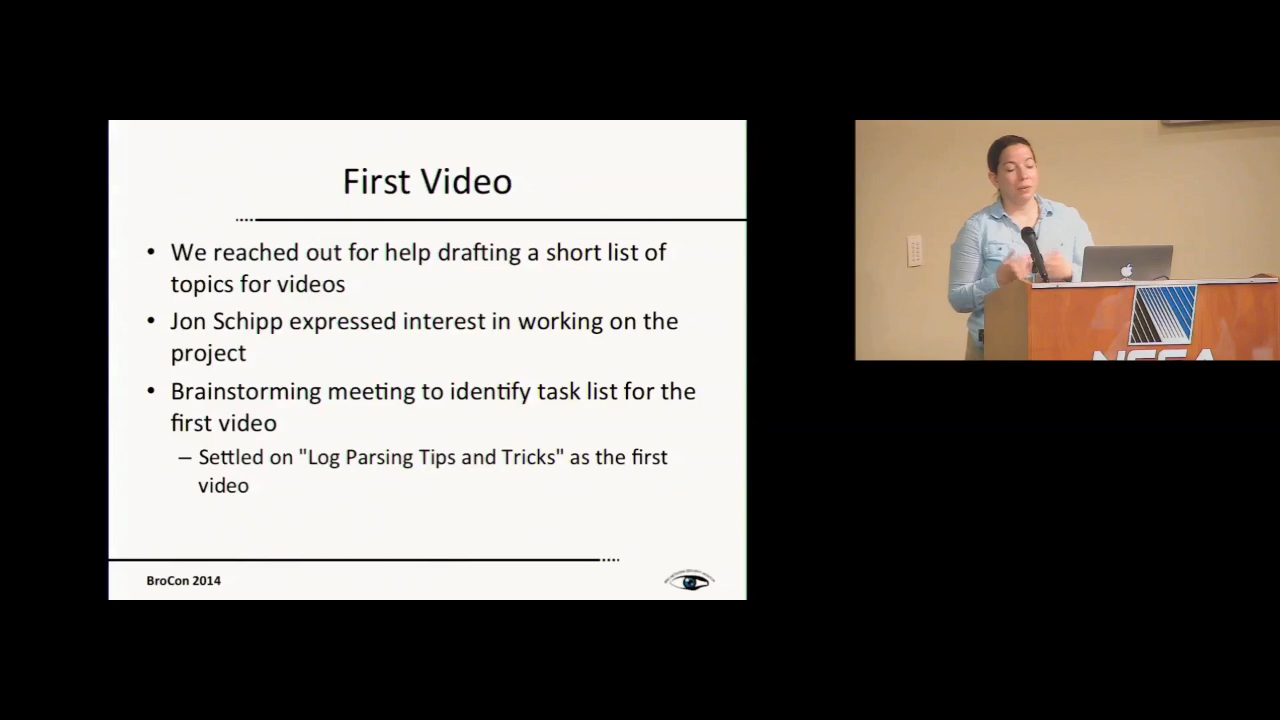 First Video
• We reached out for help drafting a short list of
topics for videos
• Jon Schipp expressed interest in working on the
project
• Brainstorming meeting to identify task list for the
first video
– Settled on "Log Parsing Tips and Tricks" as the first
video
BroCon 2014
NCSA